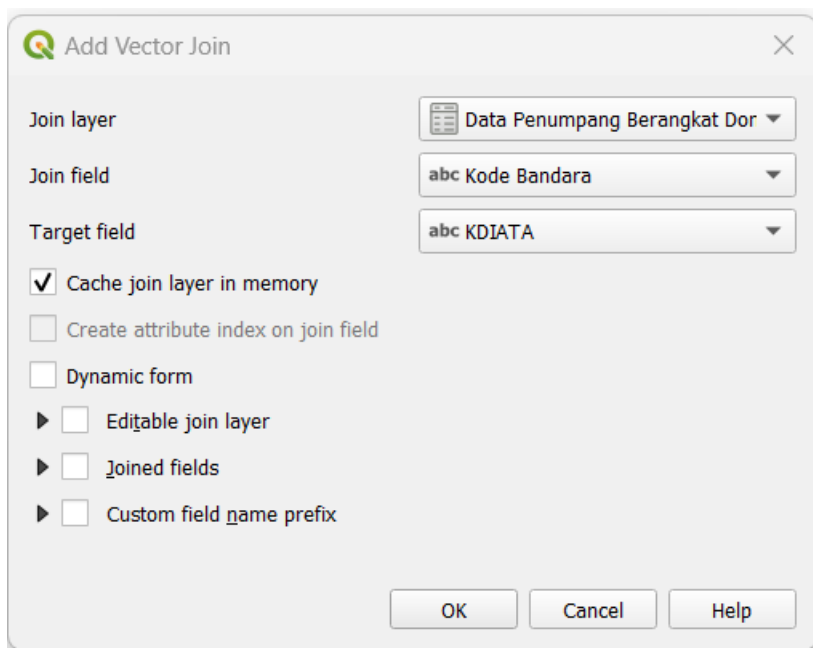 Add Vector Join
Join layer Data Penumpang Berangkat Dor
Join field abc Kode Bandara
Target field abc KDIATA
Cache join layer in memory
Create attribute index on join field
Dynamic form
Editable join layer
Joined fields
Custom field name prefix
OK Cancel Help